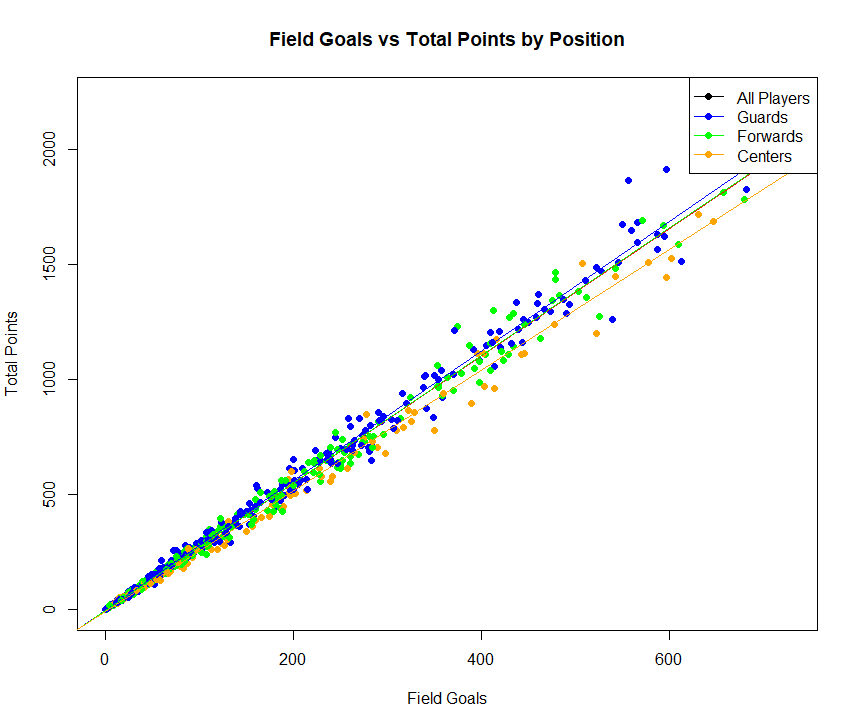 Field Goals vs Total Points by Position
All Players
Guards
Forwards
Centers
Total Points
2000
1500
1000
500
0
0 200 400 600
Field Goals